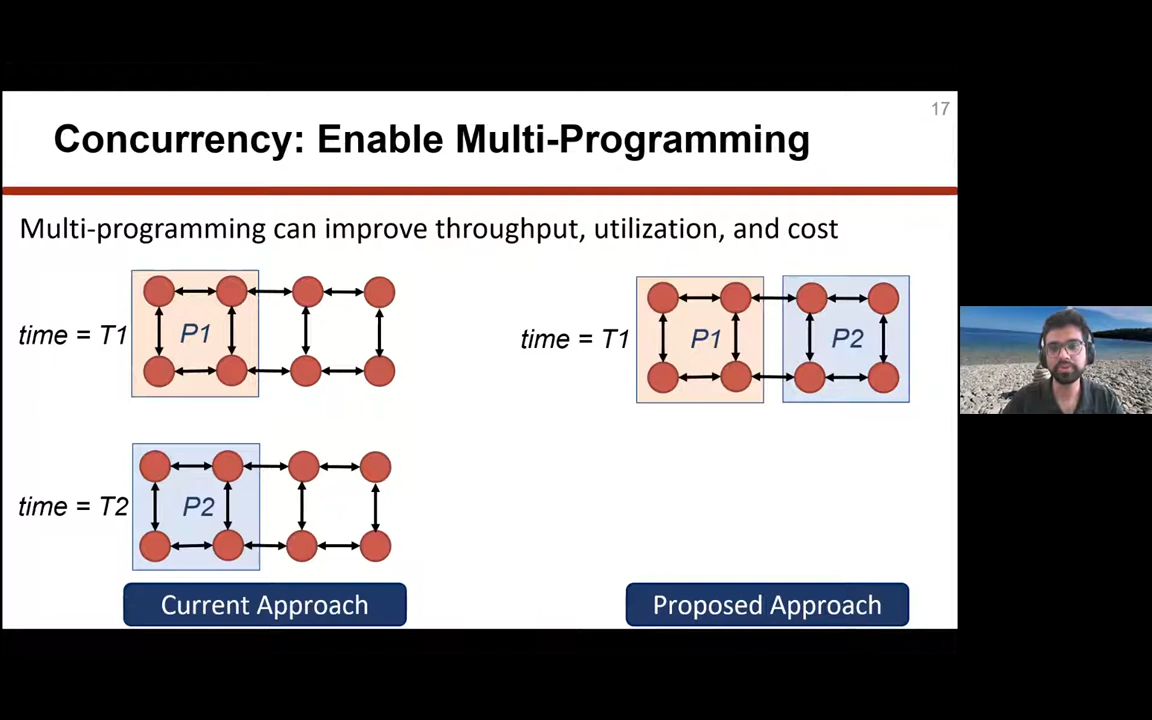 17
Concurrency: Enable Multi-Programming
Multi-programming can improve throughput, utilization, and cost
time = T1
P1
time = T2
P2
Current Approach
time = T1
P1
P2
Proposed Approach